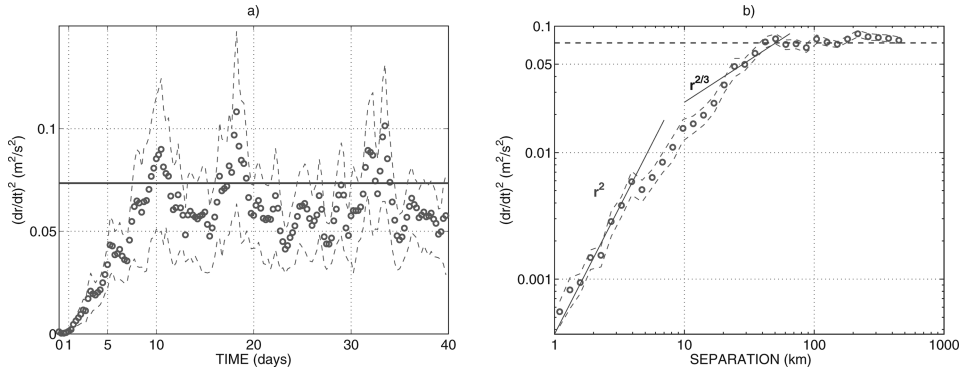 a)
(dr/dt)² (m²/s²)
0.1
0.05
0
0 1 5 10 20 30 40
TIME (days)
b)
(dr/dt)² (m²/s²)
0.1
0.05
0.01
0.001
r²
r²/³
1 10 100 1000
SEPARATION (km)